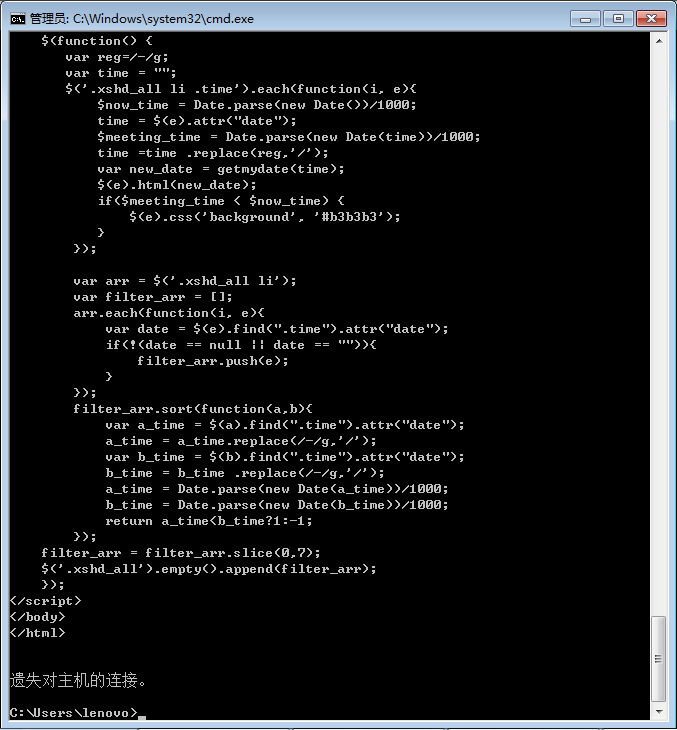 管理员: C:\Windows\system32\cmd.exe
$(function() {
var reg=/-/g;
var time = "";
$('.xshd_all li .time').each(function(i, e){
$now_time = Date.parse(new Date())/1000;
time = $(e).attr("date");
$meeting_time = Date.parse(new Date(time))/1000;
time =time .replace(reg,'/');
var new_date = getmydate(time);
$(e).html(new_date);
if($meeting_time < $now_time) {
$(e).css('background', '#b3b3b3');
}
});
var arr = $('.xshd_all li');
var filter_arr = [];
arr.each(function(i, e){
var date = $(e).find(".time").attr("date");
if(!(date == null || date == "")){
filter_arr.push(e);
}
});
filter_arr.sort(function(a,b){
var a_time = $(a).find(".time").attr("date");
a_time = a_time.replace(/-/g,'/');
var b_time = $(b).find(".time").attr("date");
b_time = b_time .replace(/-/g,'/');
a_time = Date.parse(new Date(a_time))/1000;
b_time = Date.parse(new Date(b_time))/1000;
return a_time<b_time?1:-1;
});
filter_arr = filter_arr.slice(0,7);
$('.xshd_all').empty().append(filter_arr);
});
</script>
</body>
</html>
遗失对主机的连接。
C:\Users\lenovo>